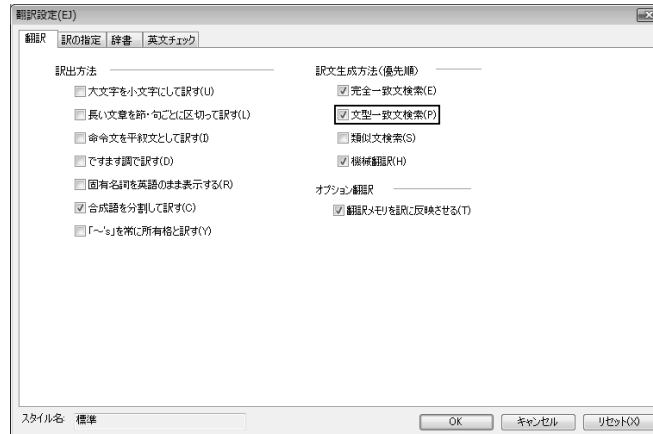 翻訳設定(EJ)
翻訳 訳の指定 辞書 英文チェック
訳出方法
大文字を小文字にして訳す(U)
長い文章を節・句ごとに区切って訳す(L)
命令文を平叙文として訳す(I)
ですます調で訳す(D)
固有名詞を英語のまま表示する(R)
合成語を分割して訳す(C)
「～'s」を常に所有格と訳す(Y)
訳文生成方法(優先順)
完全一致文検索(E)
文型一致文検索(P)
類似文検索(S)
機械翻訳(H)
オプション翻訳
翻訳メモリを訳に反映させる(T)
スタイル名: 標準
OK キャンセル リセット(X)